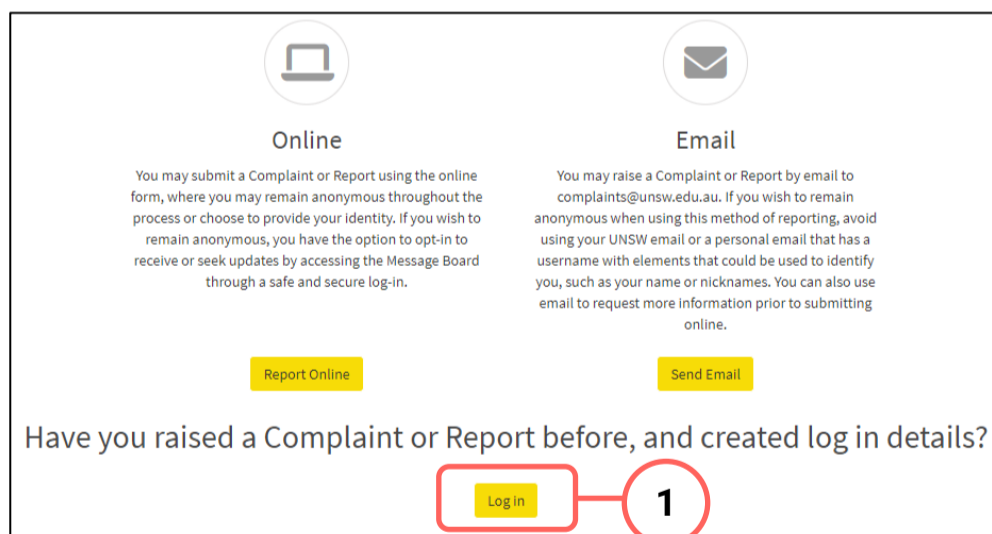 Online
You may submit a Complaint or Report using the online
form, where you may remain anonymous throughout the
process or choose to provide your identity. If you wish to
remain anonymous, you have the option to opt-in to
receive or seek updates by accessing the Message Board
through a safe and secure log-in.
Report Online
Email
You may raise a Complaint or Report by email to
complaints@unsw.edu.au. If you wish to remain
anonymous when using this method of reporting, avoid
using your UNSW email or a personal email that has a
username with elements that could be used to identify
you, such as your name or nicknames. You can also use
email to request more information prior to submitting
online.
Send Email
Have you raised a Complaint or Report before, and created log in details?
Log in
1